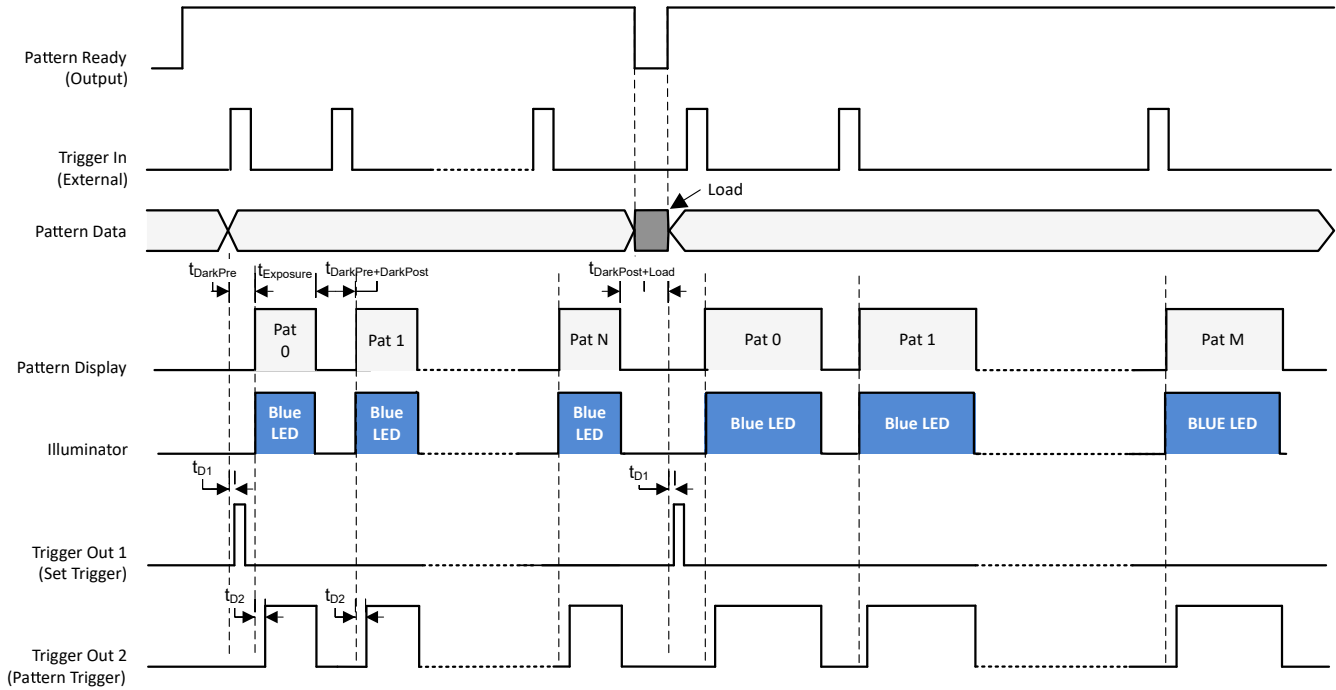 Pattern Ready
(Output)
Trigger In
(External)
Load
Pattern Data
tDarkPre
tExposure
tDarkPre+DarkPost
tDarkPost+Load
Pat
0
Pat 1
Pat N
Pat 0
Pat 1
Pat M
Pattern Display
Blue
LED
Blue
LED
Blue
LED
Blue LED
Blue LED
BLUE LED
Illuminator
tD1
tD1
Trigger Out 1
(Set Trigger)
tD2
tD2
Trigger Out 2
(Pattern Trigger)